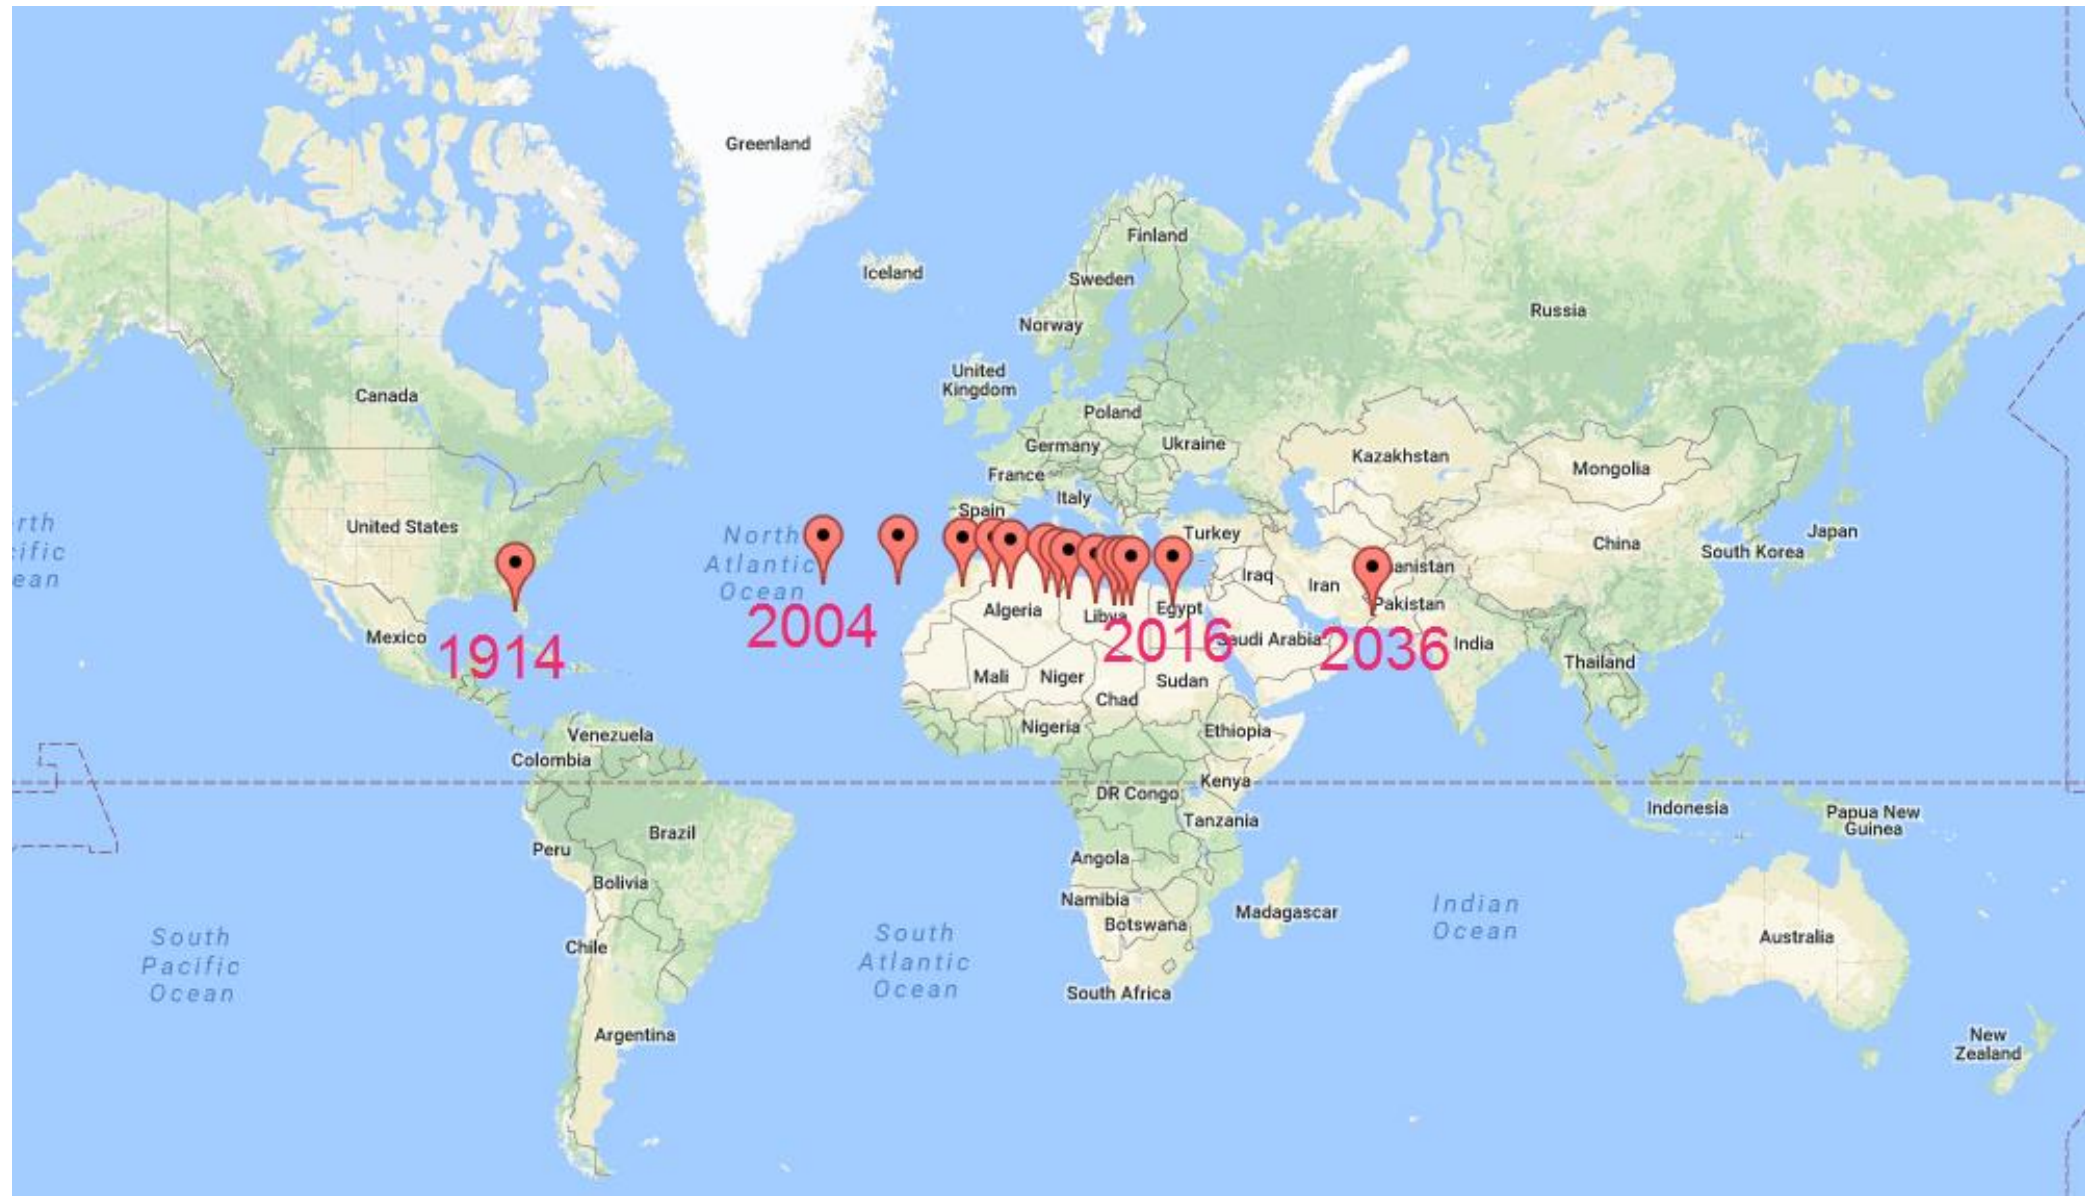 Greenland
Iceland
Finland
Sweden
Norway
Russia
United
Kingdom
Canada
Poland
Germany
Ukraine
France
Kazakhstan
Mongolia
Italy
Spain
United States
North
Atlantic
Ocean
rth
ific
ean
Turkey
Japan
China
South Korea
anistan
Iraq
Iran
Pakistan
Algeria
Libya
Egypt
Mexico
1914
2004
2016
2036
Saudi Arabia
India
Thailand
Mali
Niger
Sudan
Chad
Nigeria
Ethiopia
Venezuela
Colombia
Kenya
DR Congo
Tanzania
Indonesia
Papua New
Guinea
Brazil
Peru
Angola
Bolivia
Namibia
Botswana
Madagascar
Indian
Ocean
South
Pacific
Ocean
South
Atlantic
Ocean
Chile
Australia
South Africa
Argentina
New
Zealand